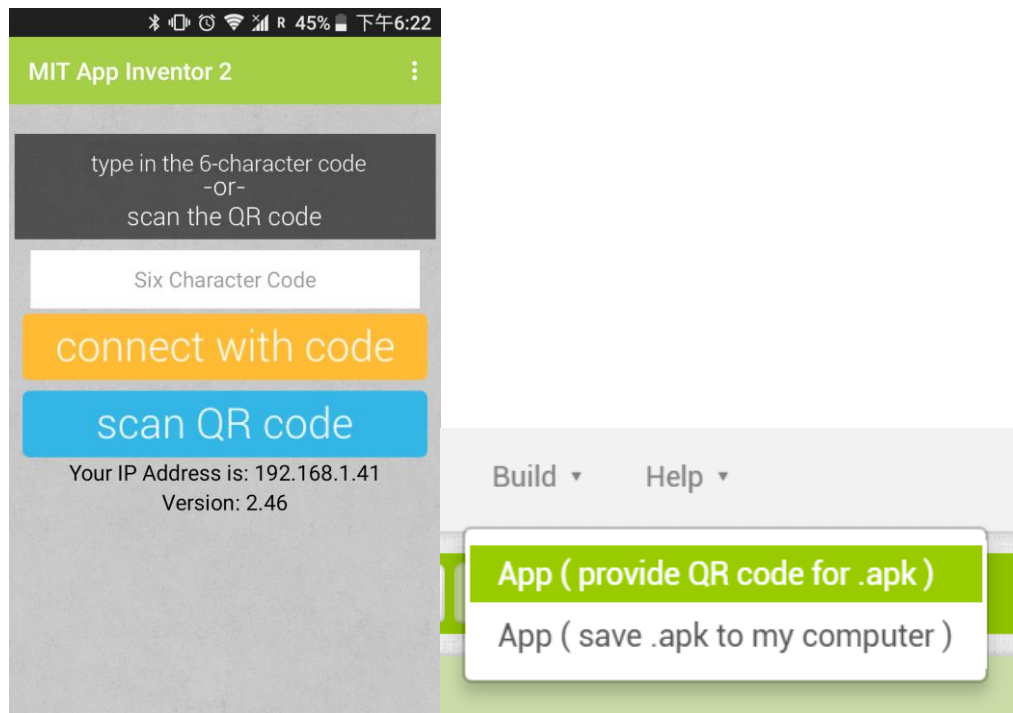 R 45% 下午6:22
MIT App Inventor 2
type in the 6-character code
-or-
scan the QR code
Six Character Code
connect with code
scan QR code
Your IP Address is: 192.168.1.41
Version: 2.46
Build ▾ Help ▾
App ( provide QR code for .apk )
App ( save .apk to my computer )